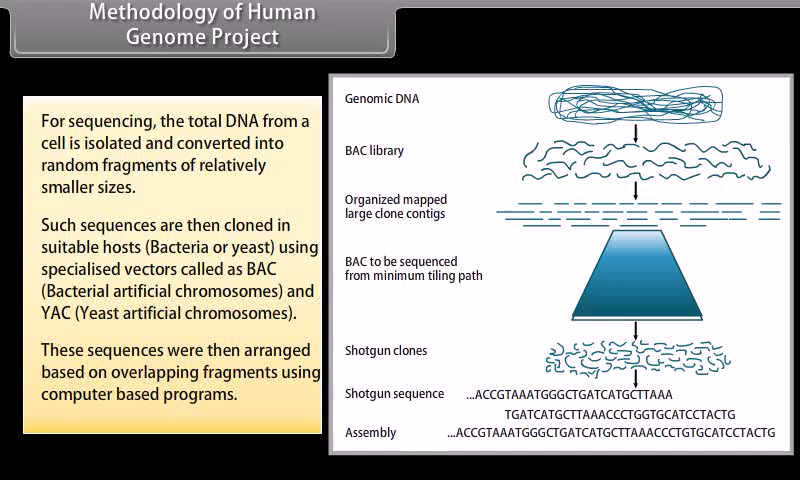 Methodology of Human
Genome Project
For sequencing, the total DNA from a
cell is isolated and converted into
random fragments of relatively
smaller sizes.
Such sequences are then cloned in
suitable hosts (Bacteria or yeast) using
specialised vectors called as BAC
(Bacterial artificial chromosomes) and
YAC (Yeast artificial chromosomes).
These sequences were then arranged
based on overlapping fragments using
computer based programs.
Genomic DNA
BAC library
Organized mapped
large clone contigs
BAC to be sequenced
from minimum tiling path
Shotgun clones
Shotgun sequence ...ACCGTAAATGGGCTGATCATGCTTAAA
TGATCATGCTTAAACCCTGGTGCATCCTACTG
Assembly ...ACCGTAAATGGGCTGATCATGCTTAAACCCTGTGCATCCTACTG